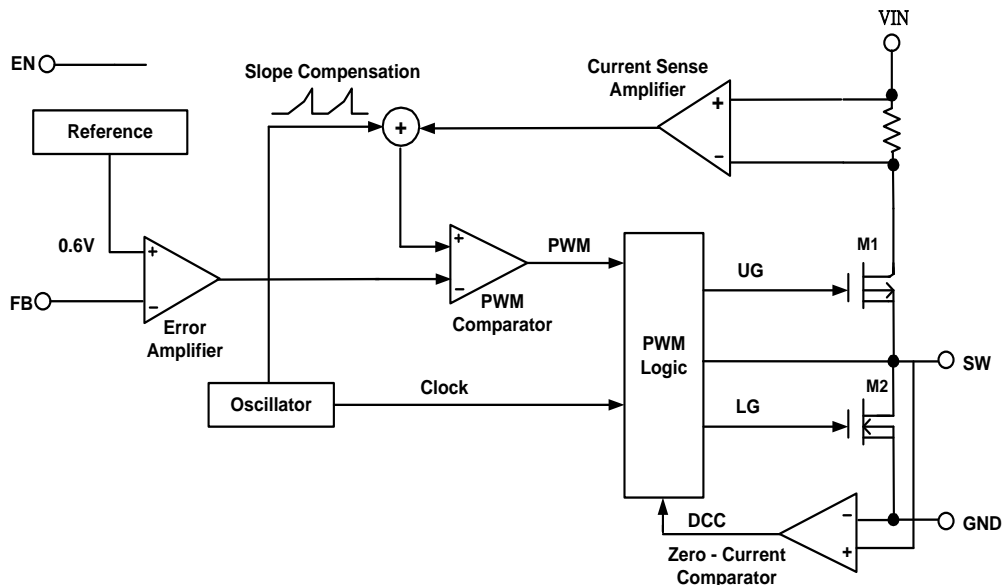 VIN
EN
Slope Compensation
Current Sense
Amplifier
Reference
+
+
−
0.6V
+
−
FB
Error
Amplifier
+
−
PWM
PWM
Comparator
M1
UG
PWM
Logic
SW
M2
Oscillator
Clock
LG
DCC
−
+
GND
Zero - Current
Comparator